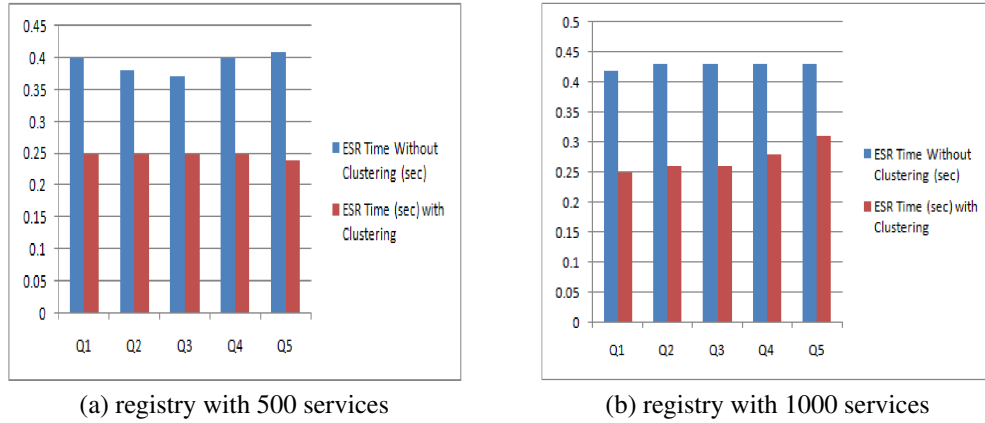 0.45
0.4
0.35
0.3
0.25
0.2
0.15
0.1
0.05
0
Q1 Q2 Q3 Q4 Q5
ESR Time Without
Clustering (sec)
ESR Time (sec) with
Clustering
(a) registry with 500 services
0.5
0.45
0.4
0.35
0.3
0.25
0.2
0.15
0.1
0.05
0
Q1 Q2 Q3 Q4 Q5
ESR Time Without
Clustering (sec)
ESR Time (sec) with
Clustering
(b) registry with 1000 services